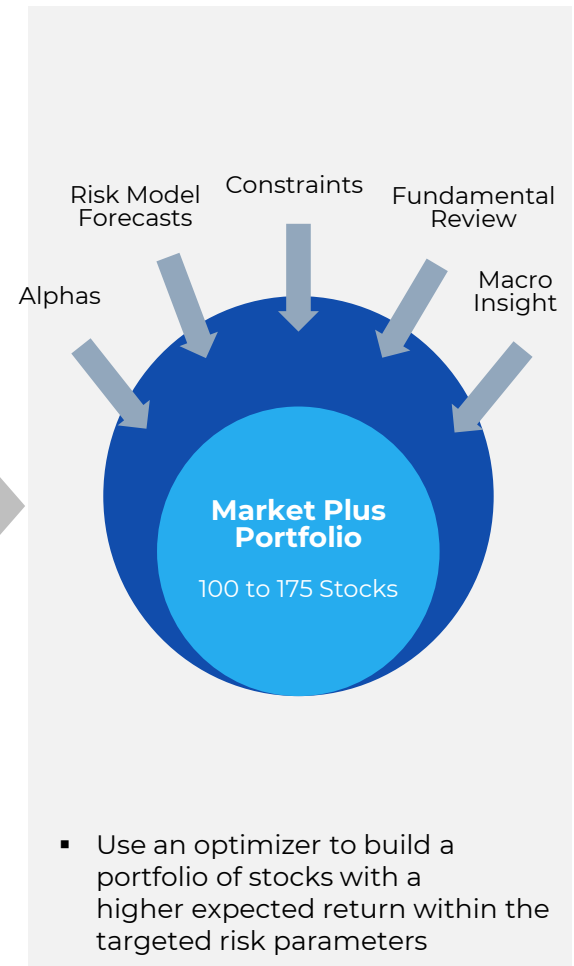 Constraints
Risk Model
Forecasts
Fundamental
Review
Alphas
Macro
Insight
Market Plus
Portfolio
100 to 175 Stocks
▪ Use an optimizer to build a
portfolio of stocks with a
higher expected return within the
targeted risk parameters